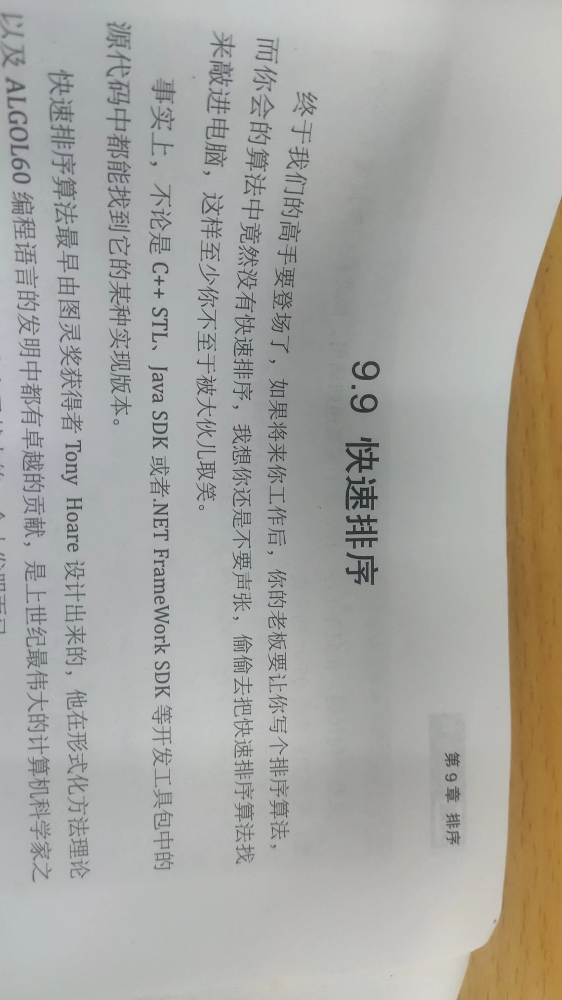 第9章 排序
9.9 快速排序
终于我们的高手要登场了，如果将来你工作后，你的老板要让你写个排序算法，
而你会的算法中竟然没有快速排序，我想你还是不要声张，偷偷去把快速排序算法找
来敲进电脑，这样至少你不至于被大伙儿取笑。
事实上，不论是 C++ STL、Java SDK 或者.NET FrameWork SDK 等开发工具包中的
源代码中都能找到它的某种实现版本。
快速排序算法最早由图灵奖获得者 Tony Hoare 设计出来的，他在形式化方法理论
以及 ALGOL60 编程语言的发明中都有卓越的贡献，是上世纪最伟大的计算机科学家之